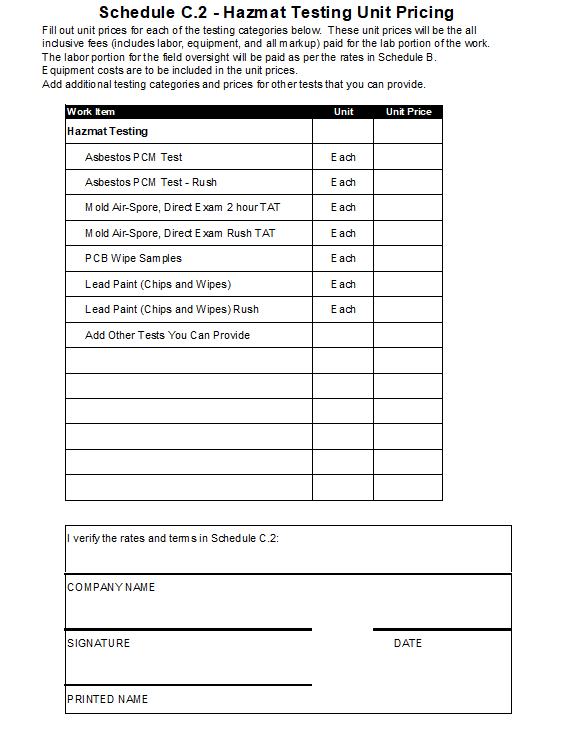 Schedule C.2 - Hazmat Testing Unit Pricing
Fill out unit prices for each of the testing categories below. These unit prices will be the all
inclusive fees (includes labor, equipment, and all markup) paid for the lab portion of the work.
The labor portion for the field oversight will be paid as per the rates in Schedule B.
Equipment costs are to be included in the unit prices.
Add additional testing categories and prices for other tests that you can provide.
Work Item Unit Unit Price
Hazmat Testing
Asbestos PCM Test Each
Asbestos PCM Test - Rush Each
Mold Air-Spore, Direct Exam 2 hour TAT Each
Mold Air-Spore, Direct Exam Rush TAT Each
PCB Wipe Samples Each
Lead Paint (Chips and Wipes) Each
Lead Paint (Chips and Wipes) Rush Each
Add Other Tests You Can Provide
I verify the rates and terms in Schedule C.2:
COMPANY NAME
SIGNATURE DATE
PRINTED NAME